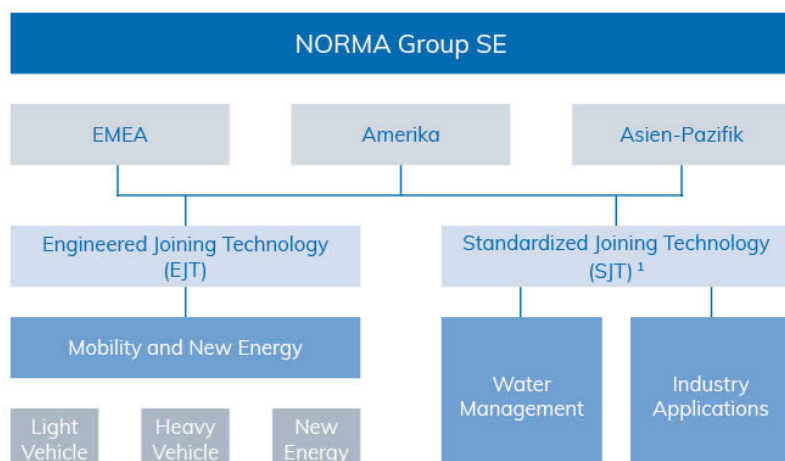 NORMA Group SE
EMEA
Amerika
Asien-Pazifik
Engineered Joining Technology
(EJT)
Standardized Joining Technology
(SJT) ¹
Mobility and New Energy
Water
Management
Industry
Applications
Light
Vehicle
Heavy
Vehicle
New
Energy